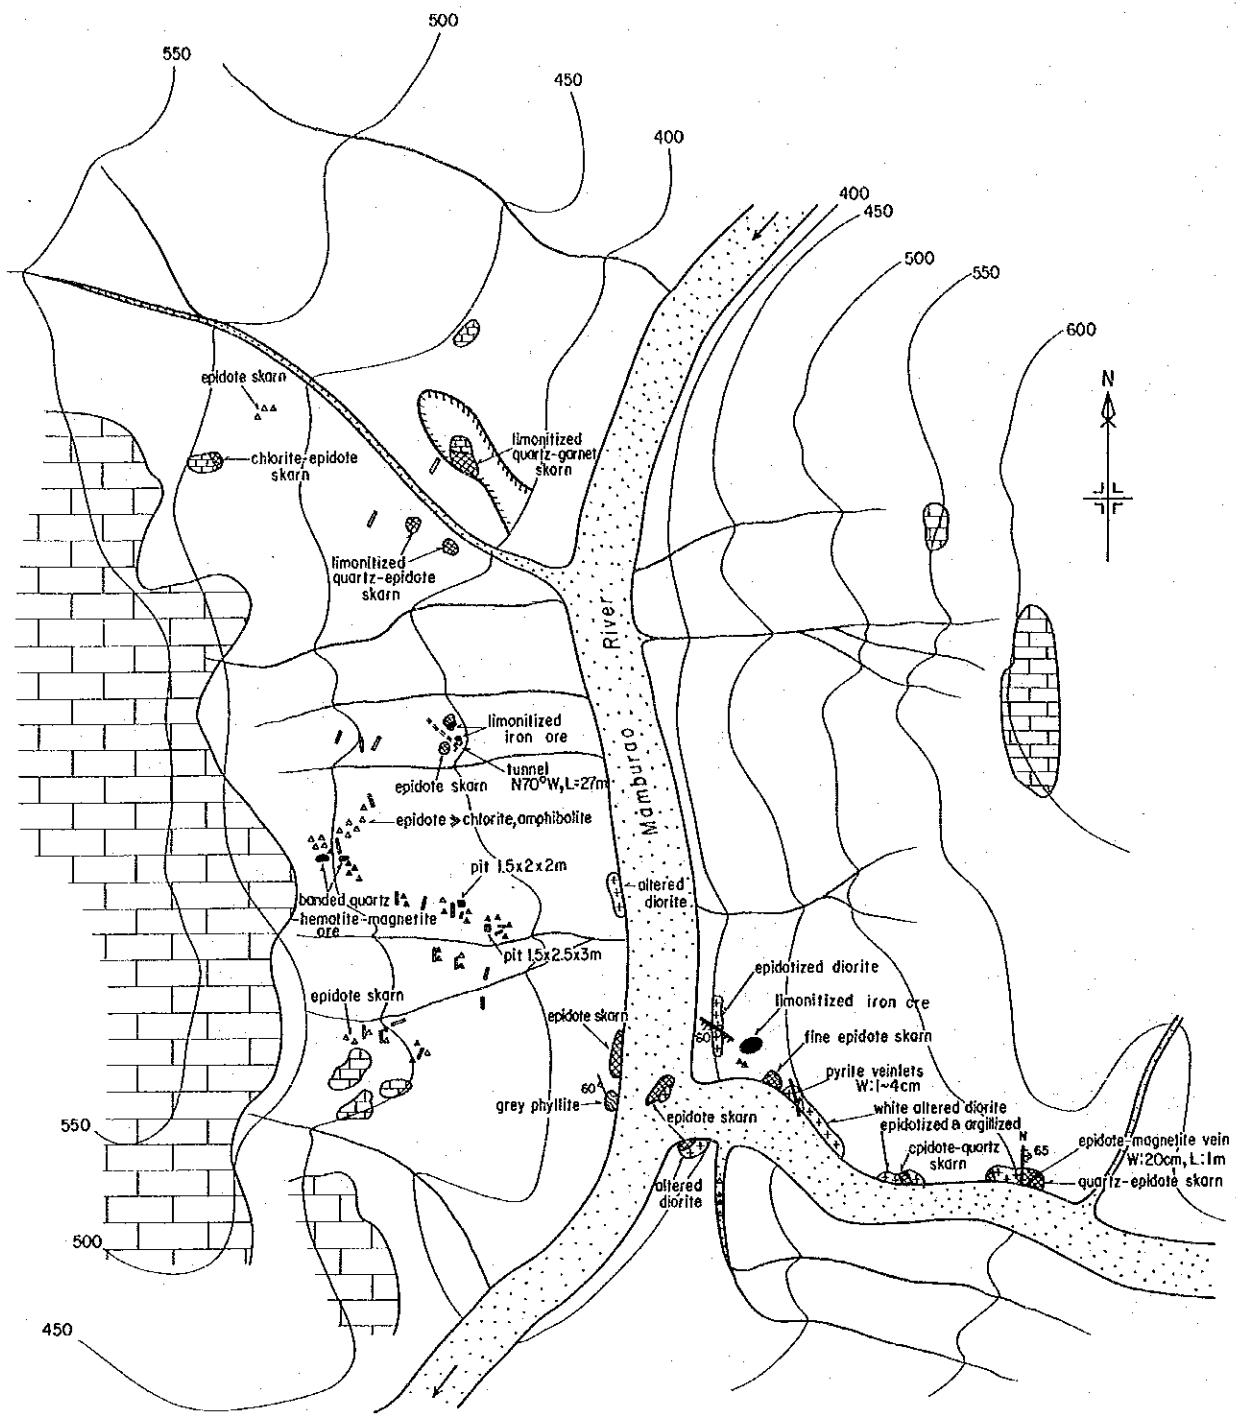 500
550
450
400
400
450
500
550
600
N
epidote skarn
limonitized
quartz-garnet
skarn
chlorite-epidote
skarn
limonitized
quartz-epidote
skarn
River
Mamburao
limonitized
iron ore
tunnel
N70°W, L=27m
epidote skarn
epidote ≫ chlorite, amphibolite
pit 1.5x2x2m
altered
diorite
banded quartz
hematite-magnetite
ore
pit 1.5x2.5x3m
epidotized diorite
epidote skarn
limonitized iron ore
epidote skarn
60
fine epidote skarn
60°
pyrite veinlets
W:1~4cm
grey phyllite
white altered diorite
epidote skarn
epidotized & argillized
550
epidote-quartz
skarn
N
65
epidote-magnetite vein
W:20cm, L:1m
quartz-epidote skarn
altered
diorite
500
450